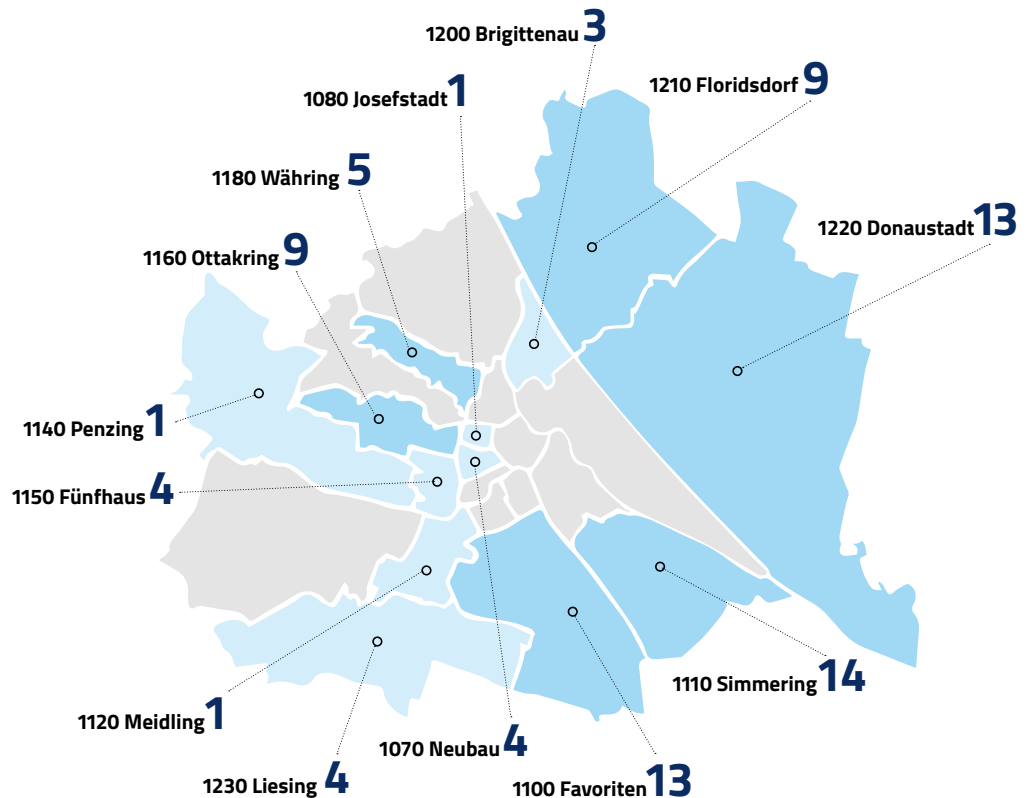 1200 Brigittenau 3
1210 Floridsdorf 9
1080 Josefstadt 1
1180 Währing 5
1220 Donaustadt 13
1160 Ottakring 9
1140 Penzing 1
1150 Fünfhaus 4
1110 Simmering 14
1120 Meidling 1
1070 Neubau 4
1230 Liesing 4
1100 Favoriten 13